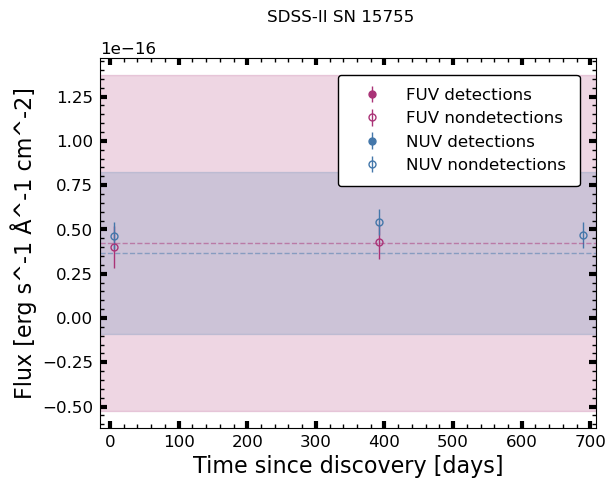 SDSS-II SN 15755
1e−16
FUV detections
FUV nondetections
NUV detections
NUV nondetections
1.25
1.00
0.75
0.50
0.25
0.00
−0.25
−0.50
Flux [erg s^-1 Å^-1 cm^-2]
0 100 200 300 400 500 600 700
Time since discovery [days]